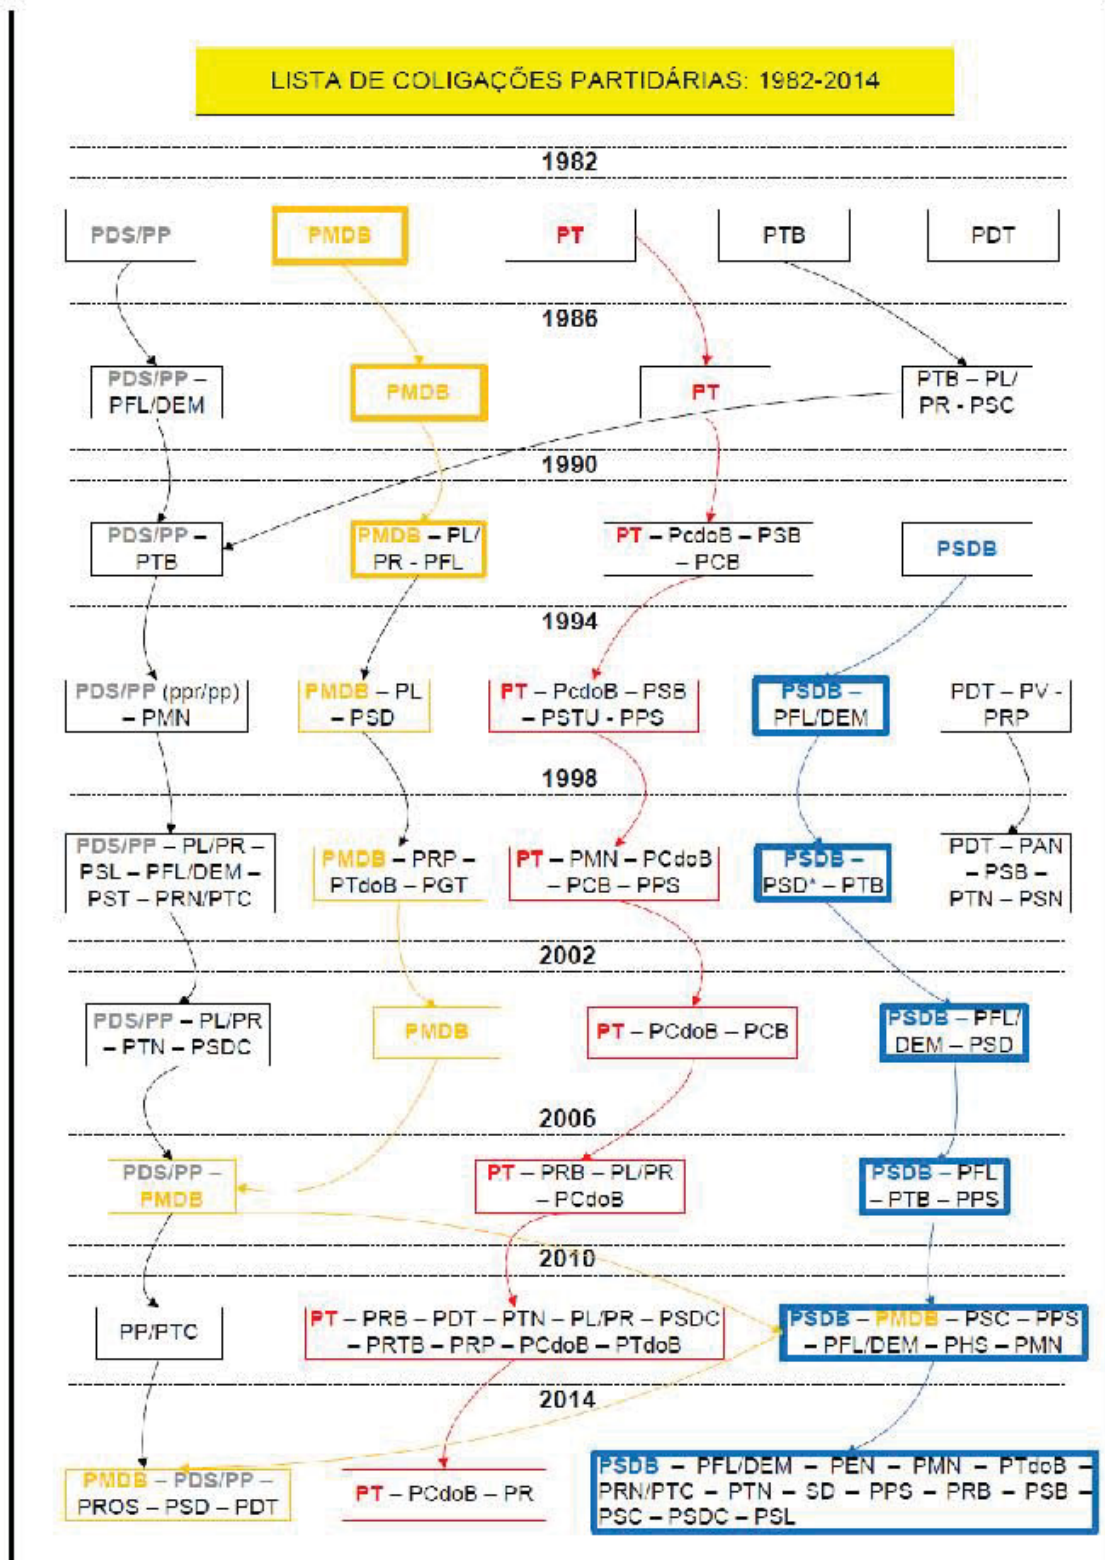 LISTA DE COLIGAÇÕES PARTIDÁRIAS: 1982-2014
1982
PDS/PP
PMDB
PT
PTB
PDT
1986
PDS/PP –
PFL/DEM
PMDB
PT
PTB – PL/
PR - PSC
1990
PDS/PP –
PTB
PMDB – PL/
PR - PFL
PT – PcdoB – PSB
– PCB
PSDB
1994
PDS/PP (ppr/pp)
– PMN
PMDB – PL
– PSD
PT – PcdoB – PSB
– PSTU - PPS
PSDB –
PFL/DEM
PDT – PV -
PRP
1998
PDS/PP – PL/PR –
PSL – PFL/DEM –
PST – PRN/PTC
PMDB – PRP –
PTdoB – PGT
PT – PMN – PCdoB
– PCB – PPS
PSDB –
PSD* – PTB
PDT – PAN
– PSB –
PTN – PSN
2002
PDS/PP – PL/PR
– PTN – PSDC
PMDB
PT – PCdoB – PCB
PSDB – PFL/
DEM – PSD
2006
PDS/PP –
PMDB
PT – PRB – PL/PR
– PCdoB
PSDB – PFL
– PTB – PPS
2010
PP/PTC
PT – PRB – PDT – PTN – PL/PR – PSDC
– PRTB – PRP – PCdoB – PTdoB
PSDB – PMDB – PSC – PPS
– PFL/DEM – PHS – PMN
2014
PMDB – PDS/PP –
PROS – PSD – PDT
PT – PCdoB – PR
PSDB – PFL/DEM – PEN – PMN – PTdoB –
PRN/PTC – PTN – SD – PPS – PRB – PSB –
PSC – PSDC – PSL